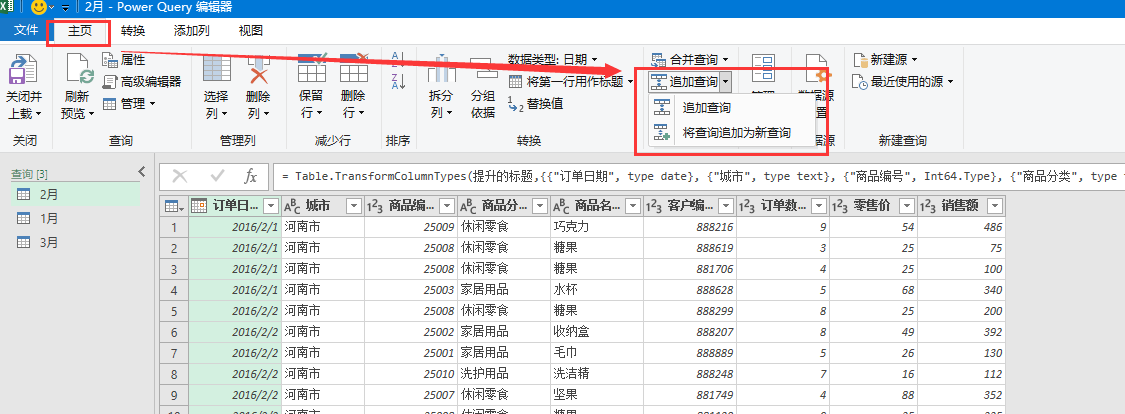 2月 - Power Query 编辑器
文件 主页 转换 添加列 视图
关闭并上载 刷新预览 属性 高级编辑器 管理 选择列 删除列 保留行 删除行 拆分列 分组依据 数据类型: 日期 将第一行用作标题 替换值 合并查询 追加查询 数据源 新建源 最近使用的源
追加查询
将查询追加为新查询
关闭 查询 管理列 减少行 排序 转换 新建查询
查询 [3]
2月
1月
3月
fx = Table.TransformColumnTypes(提升的标题,{{"订单日期", type date}, {"城市", type text}, {"商品编号", Int64.Type}, {"商品分类", type
订单日... ABC 城市 123 商品编... ABC 商品分... ABC 商品名... 123 客户编... 123 订单数... 123 零售价 123 销售额
1 2016/2/1 河南市 25009 休闲零食 巧克力 888216 9 54 486
2 2016/2/1 河南市 25008 休闲零食 糖果 888619 3 25 75
3 2016/2/1 河南市 25008 休闲零食 糖果 881706 4 25 100
4 2016/2/1 河南市 25003 家居用品 水杯 888628 5 68 340
5 2016/2/1 河南市 25008 休闲零食 糖果 888299 8 25 200
6 2016/2/2 河南市 25002 家居用品 收纳盒 888207 8 49 392
7 2016/2/2 河南市 25001 家居用品 毛巾 888889 5 26 130
8 2016/2/2 河南市 25010 洗护用品 洗洁精 888248 7 16 112
9 2016/2/2 河南市 25007 休闲零食 坚果 881749 4 88 352